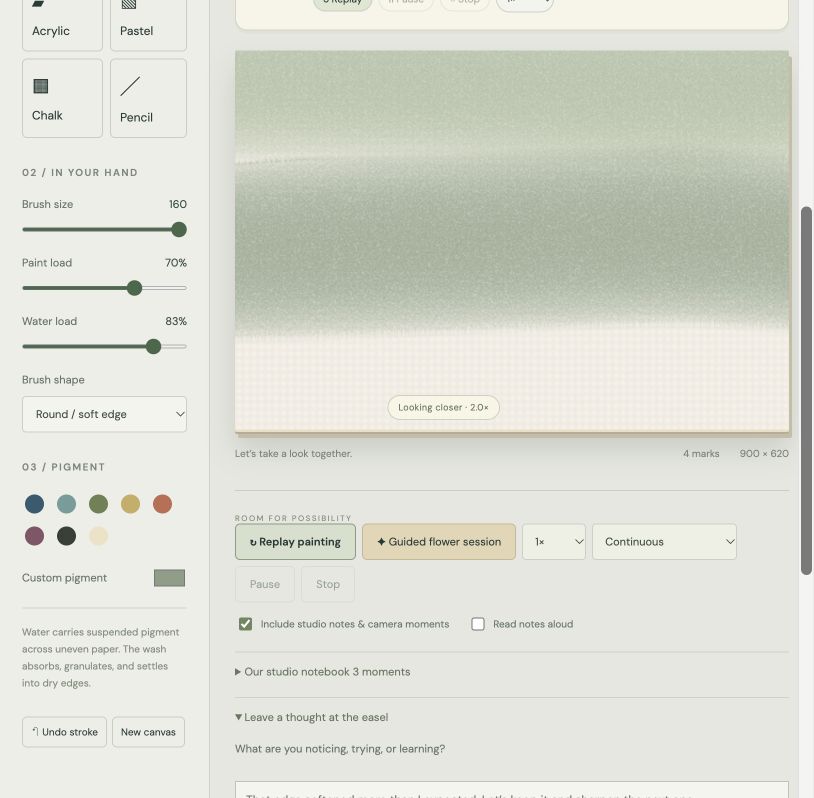 Replay
Pause
Stop
Acrylic
Pastel
Chalk
Pencil
02 / IN YOUR HAND
Brush size 160
Paint load 70%
Water load 83%
Brush shape
Round / soft edge
03 / PIGMENT
Custom pigment
Water carries suspended pigment
across uneven paper. The wash
absorbs, granulates, and settles
into dry edges.
Undo stroke
New canvas
Looking closer · 2.0×
Let's take a look together.
4 marks
900 × 620
ROOM FOR POSSIBILITY
↻ Replay painting
✦ Guided flower session
1×
Continuous
Pause
Stop
Include studio notes & camera moments
Read notes aloud
Our studio notebook 3 moments
Leave a thought at the easel
What are you noticing, trying, or learning?